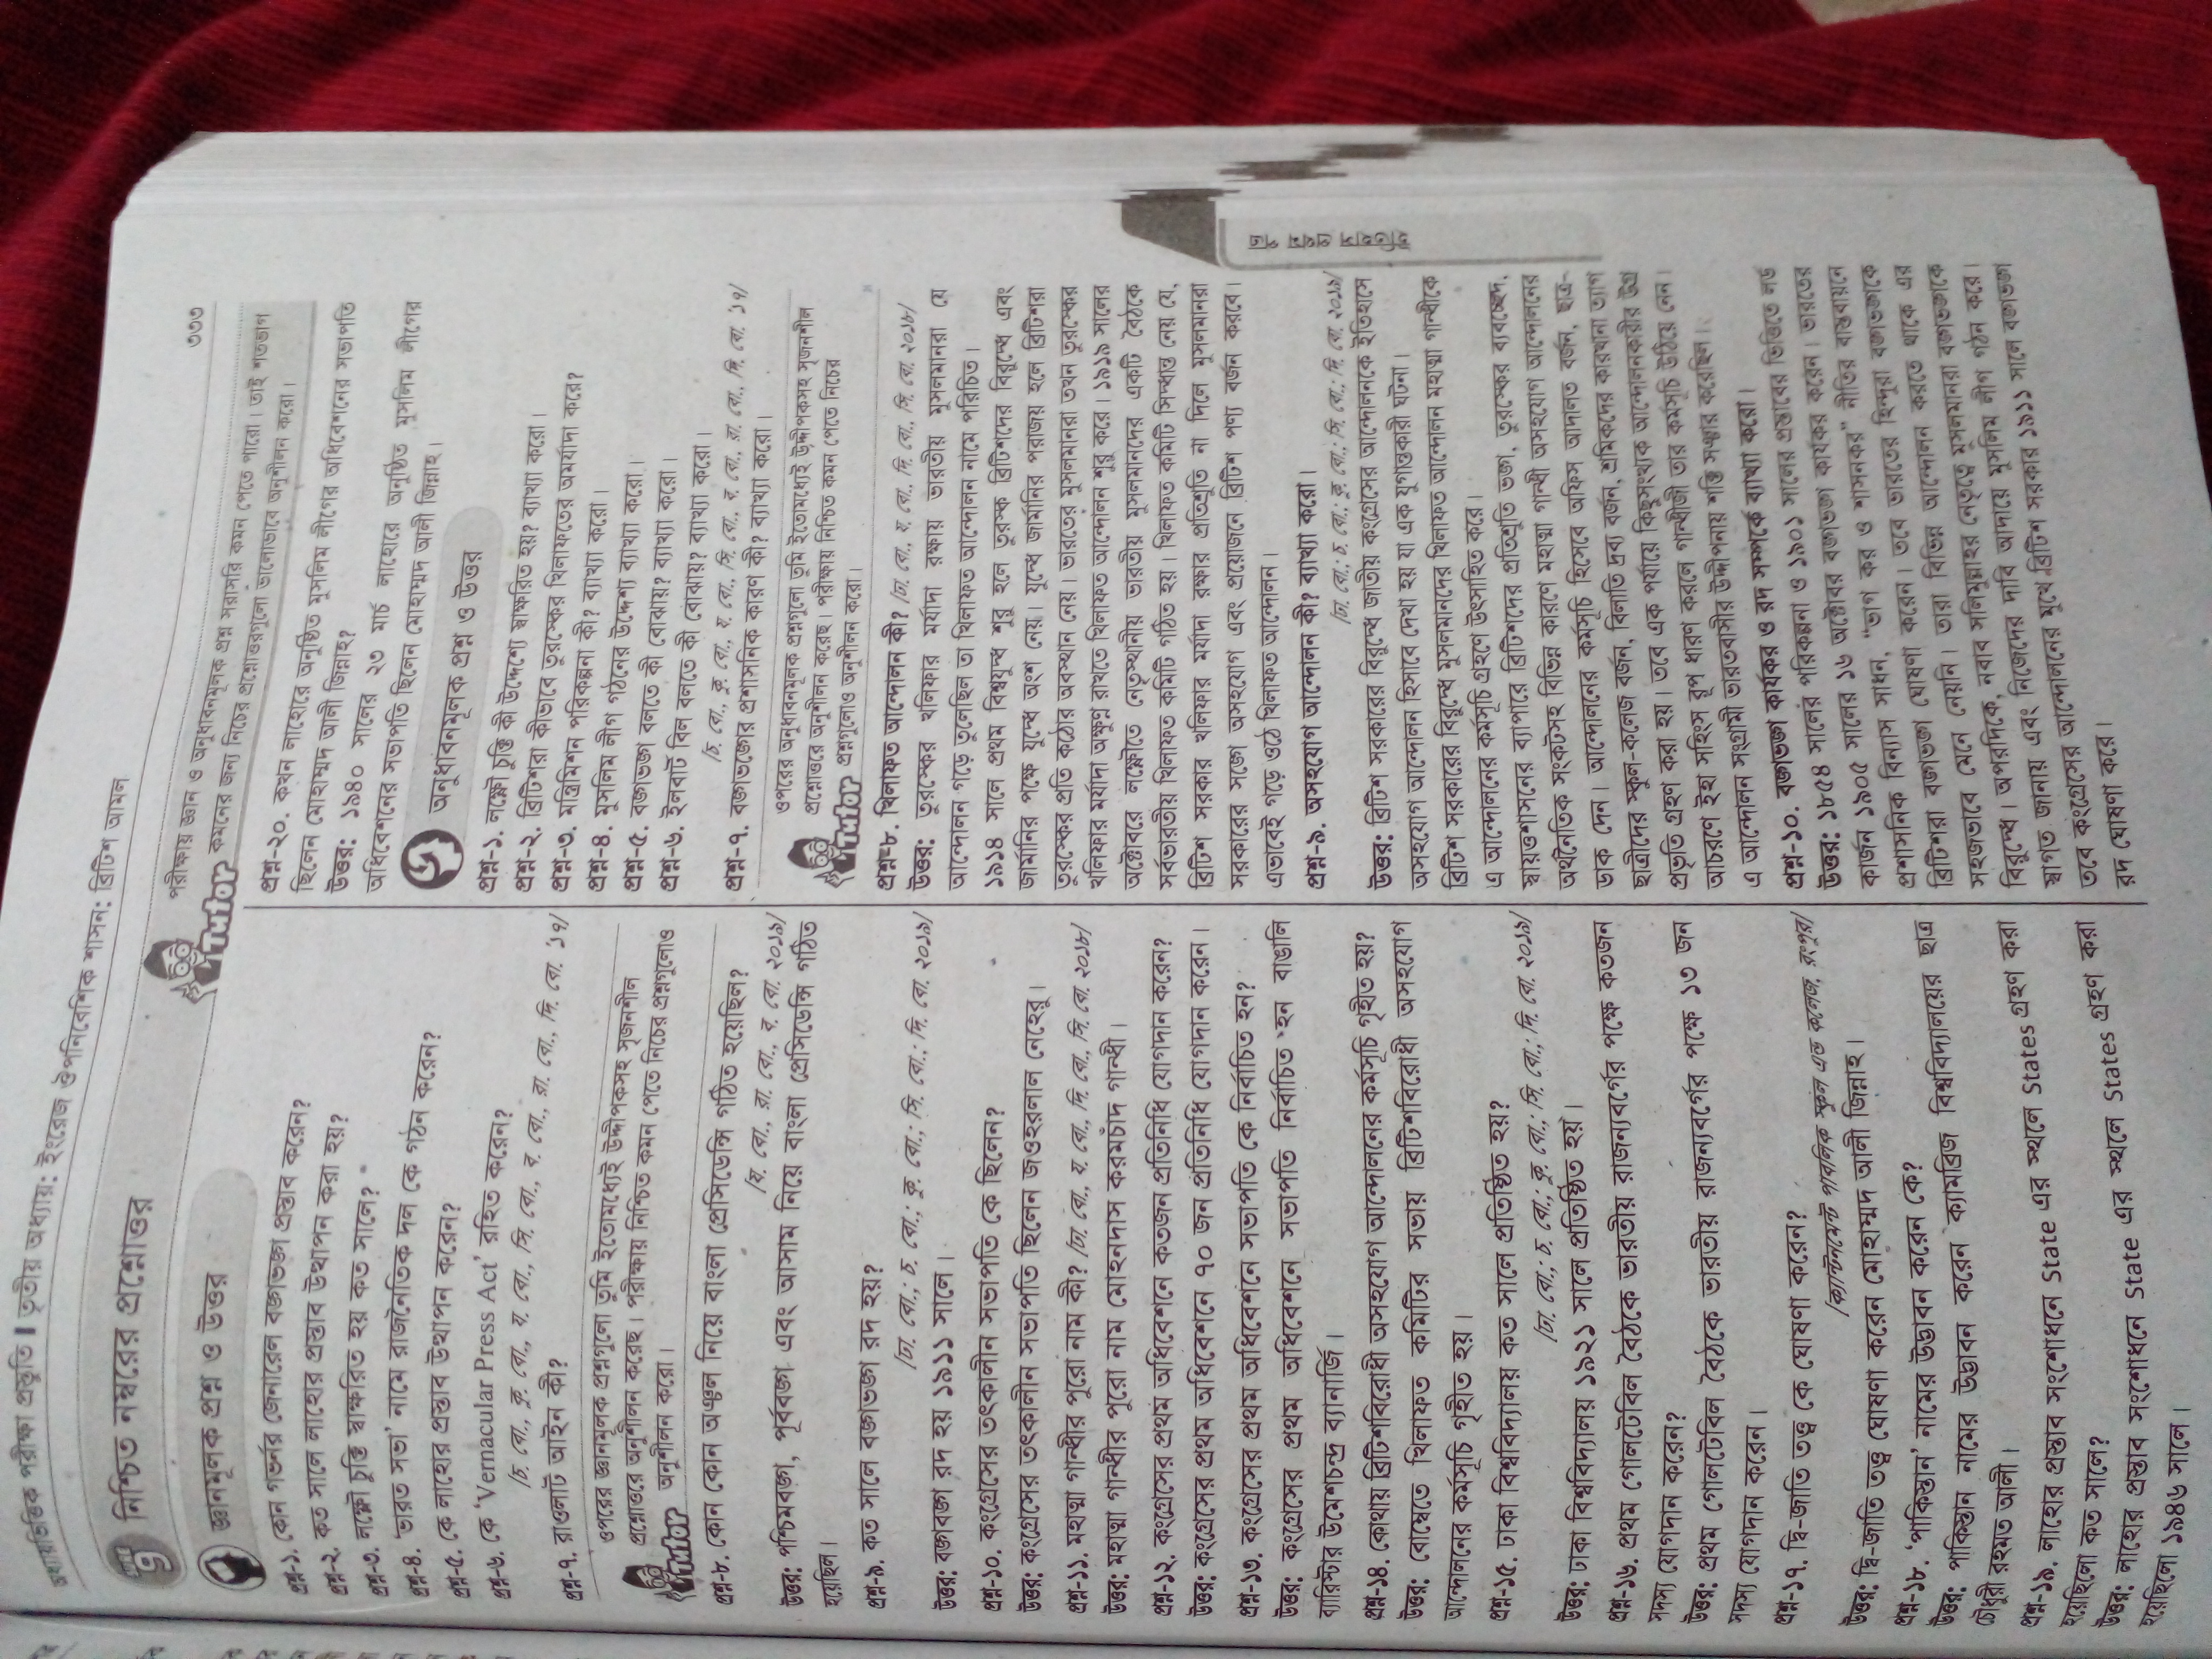 অধ্যায়ভিত্তিক পরীক্ষা প্রস্তুতি ❙ তৃতীয় অধ্যায়: ইংরেজ ঔপনিবেশিক শাসন: ব্রিটিশ আমল
৩৩৩
9 নিশ্চিত নম্বরের প্রশ্নোত্তর
Tutor
পরীক্ষায় জ্ঞান ও অনুধাবনমূলক প্রশ্ন সরাসরি কমন পেতে পারো। তাই শতভাগ
কমনের জন্য নিচের প্রশ্নোত্তরগুলো ভালোভাবে অনুশীলন করো।
জ্ঞানমূলক প্রশ্ন ও উত্তর
প্রশ্ন-১. কোন গভর্নর জেনারেল বঙ্গভঙ্গ প্রস্তাব করেন?
প্রশ্ন-২. কত সালে লাহোর প্রস্তাব উত্থাপন করা হয়?
প্রশ্ন-৩. লক্ষ্ণৌ চুক্তি স্বাক্ষরিত হয় কত সালে?
প্রশ্ন-৪. 'ভারত সভা' নামে রাজনৈতিক দল কে গঠন করেন?
প্রশ্ন-৫. কে লাহোর প্রস্তাব উত্থাপন করেন?
প্রশ্ন-৬. কে 'Vernacular Press Act' রহিত করেন?
[চ. বো., কু. বো., য. বো., সি. বো., ব. বো., রা. বো., দি. বো. '১৭]
প্রশ্ন-৭. রাওলাট আইন কী?
ওপরের জ্ঞানমূলক প্রশ্নগুলো তুমি ইতোমধ্যেই উদ্দীপকসহ সৃজনশীল
প্রশ্নোত্তরে অনুশীলন করেছ। পরীক্ষায় নিশ্চিত কমন পেতে নিচের প্রশ্নগুলোও
Tutor অনুশীলন করো।
প্রশ্ন-৮. কোন কোন অঞ্চল নিয়ে বাংলা প্রেসিডেন্সি গঠিত হয়েছিল?
[য. বো., রা. বো., ব. বো. ২০১৯]
উত্তর: পশ্চিমবঙ্গ, পূর্ববঙ্গ এবং আসাম নিয়ে বাংলা প্রেসিডেন্সি গঠিত
হয়েছিল।
প্রশ্ন-৯. কত সালে বঙ্গভঙ্গ রদ হয়?
[ঢা. বো.; চ. বো.; কু. বো.; সি. বো.; দি. বো. ২০১৯]
উত্তর: বঙ্গবঙ্গ রদ হয় ১৯১১ সালে।
প্রশ্ন-১০. কংগ্রেসের তৎকালীন সভাপতি কে ছিলেন?
উত্তর: কংগ্রেসের তৎকালীন সভাপতি ছিলেন জওহরলাল নেহেরু।
প্রশ্ন-১১. মহাত্মা গান্ধীর পুরো নাম কী? [ঢা. বো., য. বো., দি. বো., সি. বো. ২০১৮]
উত্তর: মহাত্মা গান্ধীর পুরো নাম মোহনদাস করমচাঁদ গান্ধী।
প্রশ্ন-১২. কংগ্রেসের প্রথম অধিবেশনে কতজন প্রতিনিধি যোগদান করেন?
উত্তর: কংগ্রেসের প্রথম অধিবেশনে ৭০ জন প্রতিনিধি যোগদান করেন।
প্রশ্ন-১৩. কংগ্রেসের প্রথম অধিবেশনে সভাপতি কে নির্বাচিত হন?
উত্তর: কংগ্রেসের প্রথম অধিবেশনে সভাপতি নির্বাচিত হন বাঙালি
ব্যারিস্টার উমেশচন্দ্র ব্যানার্জি।
প্রশ্ন-১৪. কোথায় ব্রিটিশবিরোধী অসহযোগ আন্দোলনের কর্মসূচি গৃহীত হয়?
উত্তর: বোম্বেতে খিলাফত কমিটির সভায় ব্রিটিশবিরোধী অসহযোগ
আন্দোলনের কর্মসূচি গৃহীত হয়।
প্রশ্ন-১৫. ঢাকা বিশ্ববিদ্যালয় কত সালে প্রতিষ্ঠিত হয়?
[ঢা. বো.; চ. বো.; কু. বো.; সি. বো.; দি. বো. ২০১৯]
উত্তর: ঢাকা বিশ্ববিদ্যালয় ১৯২১ সালে প্রতিষ্ঠিত হয়।
প্রশ্ন-১৬. প্রথম গোলটেবিল বৈঠকে ভারতীয় রাজন্যবর্গের পক্ষে কতজন
সদস্য যোগদান করেন?
উত্তর: প্রথম গোলটেবিল বৈঠকে ভারতীয় রাজন্যবর্গের পক্ষে ১৩ জন
সদস্য যোগদান করেন।
প্রশ্ন-১৭. দ্বি-জাতি তত্ত্ব কে ঘোষণা করেন?
[ক্যান্টনমেন্ট পাবলিক স্কুল এন্ড কলেজ, রংপুর]
উত্তর: দ্বি-জাতি তত্ত্ব ঘোষণা করেন মোহাম্মদ আলী জিন্নাহ।
প্রশ্ন-১৮. 'পাকিস্তান' নামের উদ্ভাবন করেন কে?
উত্তর: পাকিস্তান নামের উদ্ভাবন করেন ক্যামব্রিজ বিশ্ববিদ্যালয়ের ছাত্র
চৌধুরী রহমত আলী।
প্রশ্ন-১৯. লাহোর প্রস্তাব সংশোধনে State এর স্থলে States গ্রহণ করা
হয়েছিলো কত সালে?
উত্তর: লাহোর প্রস্তাব সংশোধনে State এর স্থলে States গ্রহণ করা
হয়েছিলো ১৯৪৬ সালে।
প্রশ্ন-২০. কখন লাহোরে অনুষ্ঠিত মুসলিম লীগের অধিবেশনের সভাপতি
ছিলেন মোহাম্মদ আলী জিন্নাহ?
উত্তর: ১৯৪০ সালের ২৩ মার্চ লাহোরে অনুষ্ঠিত মুসলিম লীগের
অধিবেশনের সভাপতি ছিলেন মোহাম্মদ আলী জিন্নাহ।
অনুধাবনমূলক প্রশ্ন ও উত্তর
প্রশ্ন-১. লক্ষ্ণৌ চুক্তি কী উদ্দেশ্যে স্বাক্ষরিত হয়? ব্যাখ্যা করো।
প্রশ্ন-২. ব্রিটিশরা কীভাবে তুরস্কের খিলাফতের অমর্যাদা করে?
প্রশ্ন-৩. মন্ত্রিমিশন পরিকল্পনা কী? ব্যাখ্যা করো।
প্রশ্ন-৪. মুসলিম লীগ গঠনের উদ্দেশ্য ব্যাখ্যা করো।
প্রশ্ন-৫. বঙ্গভঙ্গ বলতে কী বোঝায়? ব্যাখ্যা করো।
প্রশ্ন-৬. ইলবার্ট বিল বলতে কী বোঝায়? ব্যাখ্যা করো।
[চ. বো., কু. বো., য. বো., সি. বো., ব. বো., রা. বো., দি. বো. '১৭]
প্রশ্ন-৭. বঙ্গভঙ্গের প্রশাসনিক কারণ কী? ব্যাখ্যা করো।
ওপরের অনুধাবনমূলক প্রশ্নগুলো তুমি ইতোমধ্যেই উদ্দীপকসহ সৃজনশীল
প্রশ্নোত্তরে অনুশীলন করেছ। পরীক্ষায় নিশ্চিত কমন পেতে নিচের
Tutor প্রশ্নগুলোও অনুশীলন করো।
প্রশ্ন-৮. খিলাফত আন্দোলন কী? [ঢা. বো., য. বো., দি. বো., সি. বো. ২০১৮]
উত্তর: তুরস্কের খলিফার মর্যাদা রক্ষায় ভারতীয় মুসলমানরা যে
আন্দোলন গড়ে তুলেছিল তা খিলাফত আন্দোলন নামে পরিচিত।
১৯১৪ সালে প্রথম বিশ্বযুদ্ধ শুরু হলে তুরস্ক ব্রিটিশদের বিরুদ্ধে এবং
জার্মানির পক্ষে যুদ্ধে অংশ নেয়। যুদ্ধে জার্মানির পরাজয় হলে ব্রিটিশরা
তুরস্কের প্রতি কঠোর অবস্থান নেয়। ভারতের মুসলমানরা তখন তুরস্কের
খলিফার মর্যাদা অক্ষুণ্ন রাখতে খিলাফত আন্দোলন শুরু করে। ১৯১৯ সালের
অক্টোবরে লক্ষ্ণৌতে নেতৃস্থানীয় ভারতীয় মুসলমানদের একটি বৈঠকে
সর্বভারতীয় খিলাফত কমিটি গঠিত হয়। খিলাফত কমিটি সিদ্ধান্ত নেয় যে,
ব্রিটিশ সরকার খলিফার মর্যাদা রক্ষার প্রতিশ্রুতি না দিলে মুসলমানরা
সরকারের সঙ্গে অসহযোগ এবং প্রয়োজনে ব্রিটিশ পণ্য বর্জন করবে।
এভাবেই গড়ে ওঠে খিলাফত আন্দোলন।
প্রশ্ন-৯. অসহযোগ আন্দোলন কী? ব্যাখ্যা করো।
[ঢা. বো.; চ. বো.; কু. বো.; সি. বো.; দি. বো. ২০১৯]
উত্তর: ব্রিটিশ সরকারের বিরুদ্ধে জাতীয় কংগ্রেসের আন্দোলনকে ইতিহাসে
অসহযোগ আন্দোলন হিসাবে দেখা হয় যা এক যুগান্তকারী ঘটনা।
ব্রিটিশ সরকারের বিরুদ্ধে মুসলমানদের খিলাফত আন্দোলন মহাত্মা গান্ধীকে
এ আন্দোলনের কর্মসূচি গ্রহণে উৎসাহিত করে।
স্বায়ত্তশাসনের ব্যাপারে ব্রিটিশদের প্রতিশ্রুতি ভঙ্গ, তুরস্কের ব্যবচ্ছেদ,
অর্থনৈতিক সংকটসহ বিভিন্ন কারণে মহাত্মা গান্ধী অসহযোগ আন্দোলনের
ডাক দেন। আন্দোলনের কর্মসূচি হিসেবে অফিস আদালত বর্জন, ছাত্র-
ছাত্রীদের স্কুল-কলেজ বর্জন, বিলাতি দ্রব্য বর্জন, শ্রমিকদের কারখানা ত্যাগ
প্রভৃতি গ্রহণ করা হয়। তবে এক পর্যায়ে কিছুসংখ্যক আন্দোলনকারীর উগ্র
আচরণে ইহা সহিংস রূপ ধারণ করলে গান্ধীজী তার কর্মসূচি উঠিয়ে নেন।
এ আন্দোলন সংগ্রামী ভারতবাসীর উদ্দীপনায় শক্তি সঞ্চার করেছিল।
প্রশ্ন-১০. বঙ্গভঙ্গ কার্যকর ও রদ সম্পর্কে ব্যাখ্যা করো।
উত্তর: ১৮৫৪ সালের পরিকল্পনা ও ১৯০১ সালের প্রস্তাবের ভিত্তিতে লর্ড
কার্জন ১৯০৫ সালের ১৬ অক্টোবর বঙ্গভঙ্গ কার্যকর করেন। ভারতের
প্রশাসনিক বিন্যাস সাধন, "ভাগ কর ও শাসনকর" নীতির বাস্তবায়নে
ব্রিটিশরা বঙ্গভঙ্গ ঘোষণা করেন। তবে ভারতের হিন্দুরা বঙ্গভঙ্গকে
সহজভাবে মেনে নেয়নি। তারা বিভিন্ন আন্দোলন করতে থাকে এর
বিরুদ্ধে। অপরদিকে, নবাব সলিমুল্লাহর নেতৃত্বে মুসলমানরা বঙ্গভঙ্গকে
স্বাগত জানায় এবং নিজেদের দাবি আদায়ে মুসলিম লীগ গঠন করে।
তবে কংগ্রেসের আন্দোলনের মুখে ব্রিটিশ সরকার ১৯১১ সালে বঙ্গভঙ্গ
রদ ঘোষণা করে।
ইতিহাস প্রথম পত্র